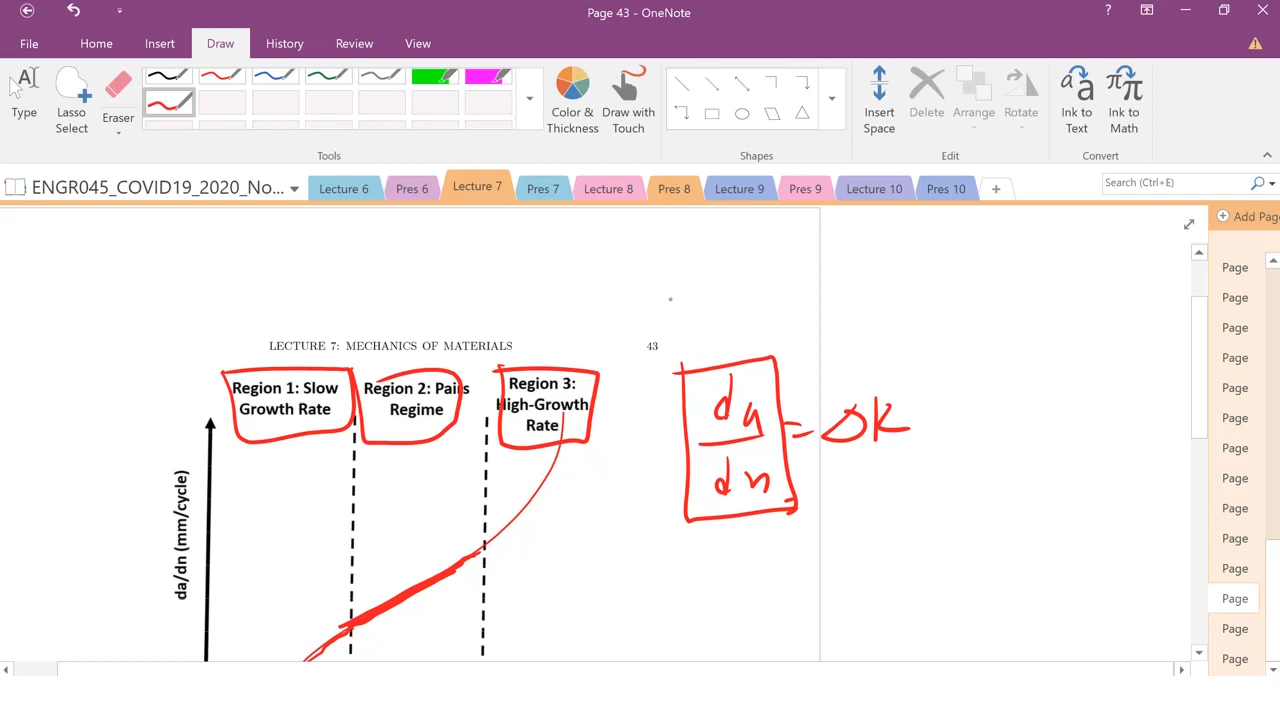 Page 43 - OneNote
?
File Home Insert Draw History Review View
Type
Lasso Select
Eraser
Color & Thickness
Draw with Touch
Insert Space
Delete
Arrange
Rotate
Ink to Text
Ink to Math
Tools
Shapes
Edit
Convert
ENGR045_COVID19_2020_No...
Lecture 6
Pres 6
Lecture 7
Pres 7
Lecture 8
Pres 8
Lecture 9
Pres 9
Lecture 10
Pres 10
+
Search (Ctrl+E)
Add Page
Page
Page
Page
Page
Page
Page
Page
Page
Page
Page
Page
Page
Page
Page
LECTURE 7: MECHANICS OF MATERIALS 43
Region 1: Slow
Growth Rate
Region 2: Pairs
Regime
Region 3:
High-Growth
Rate
da/dn (mm/cycle)
da
dn
= ΔK